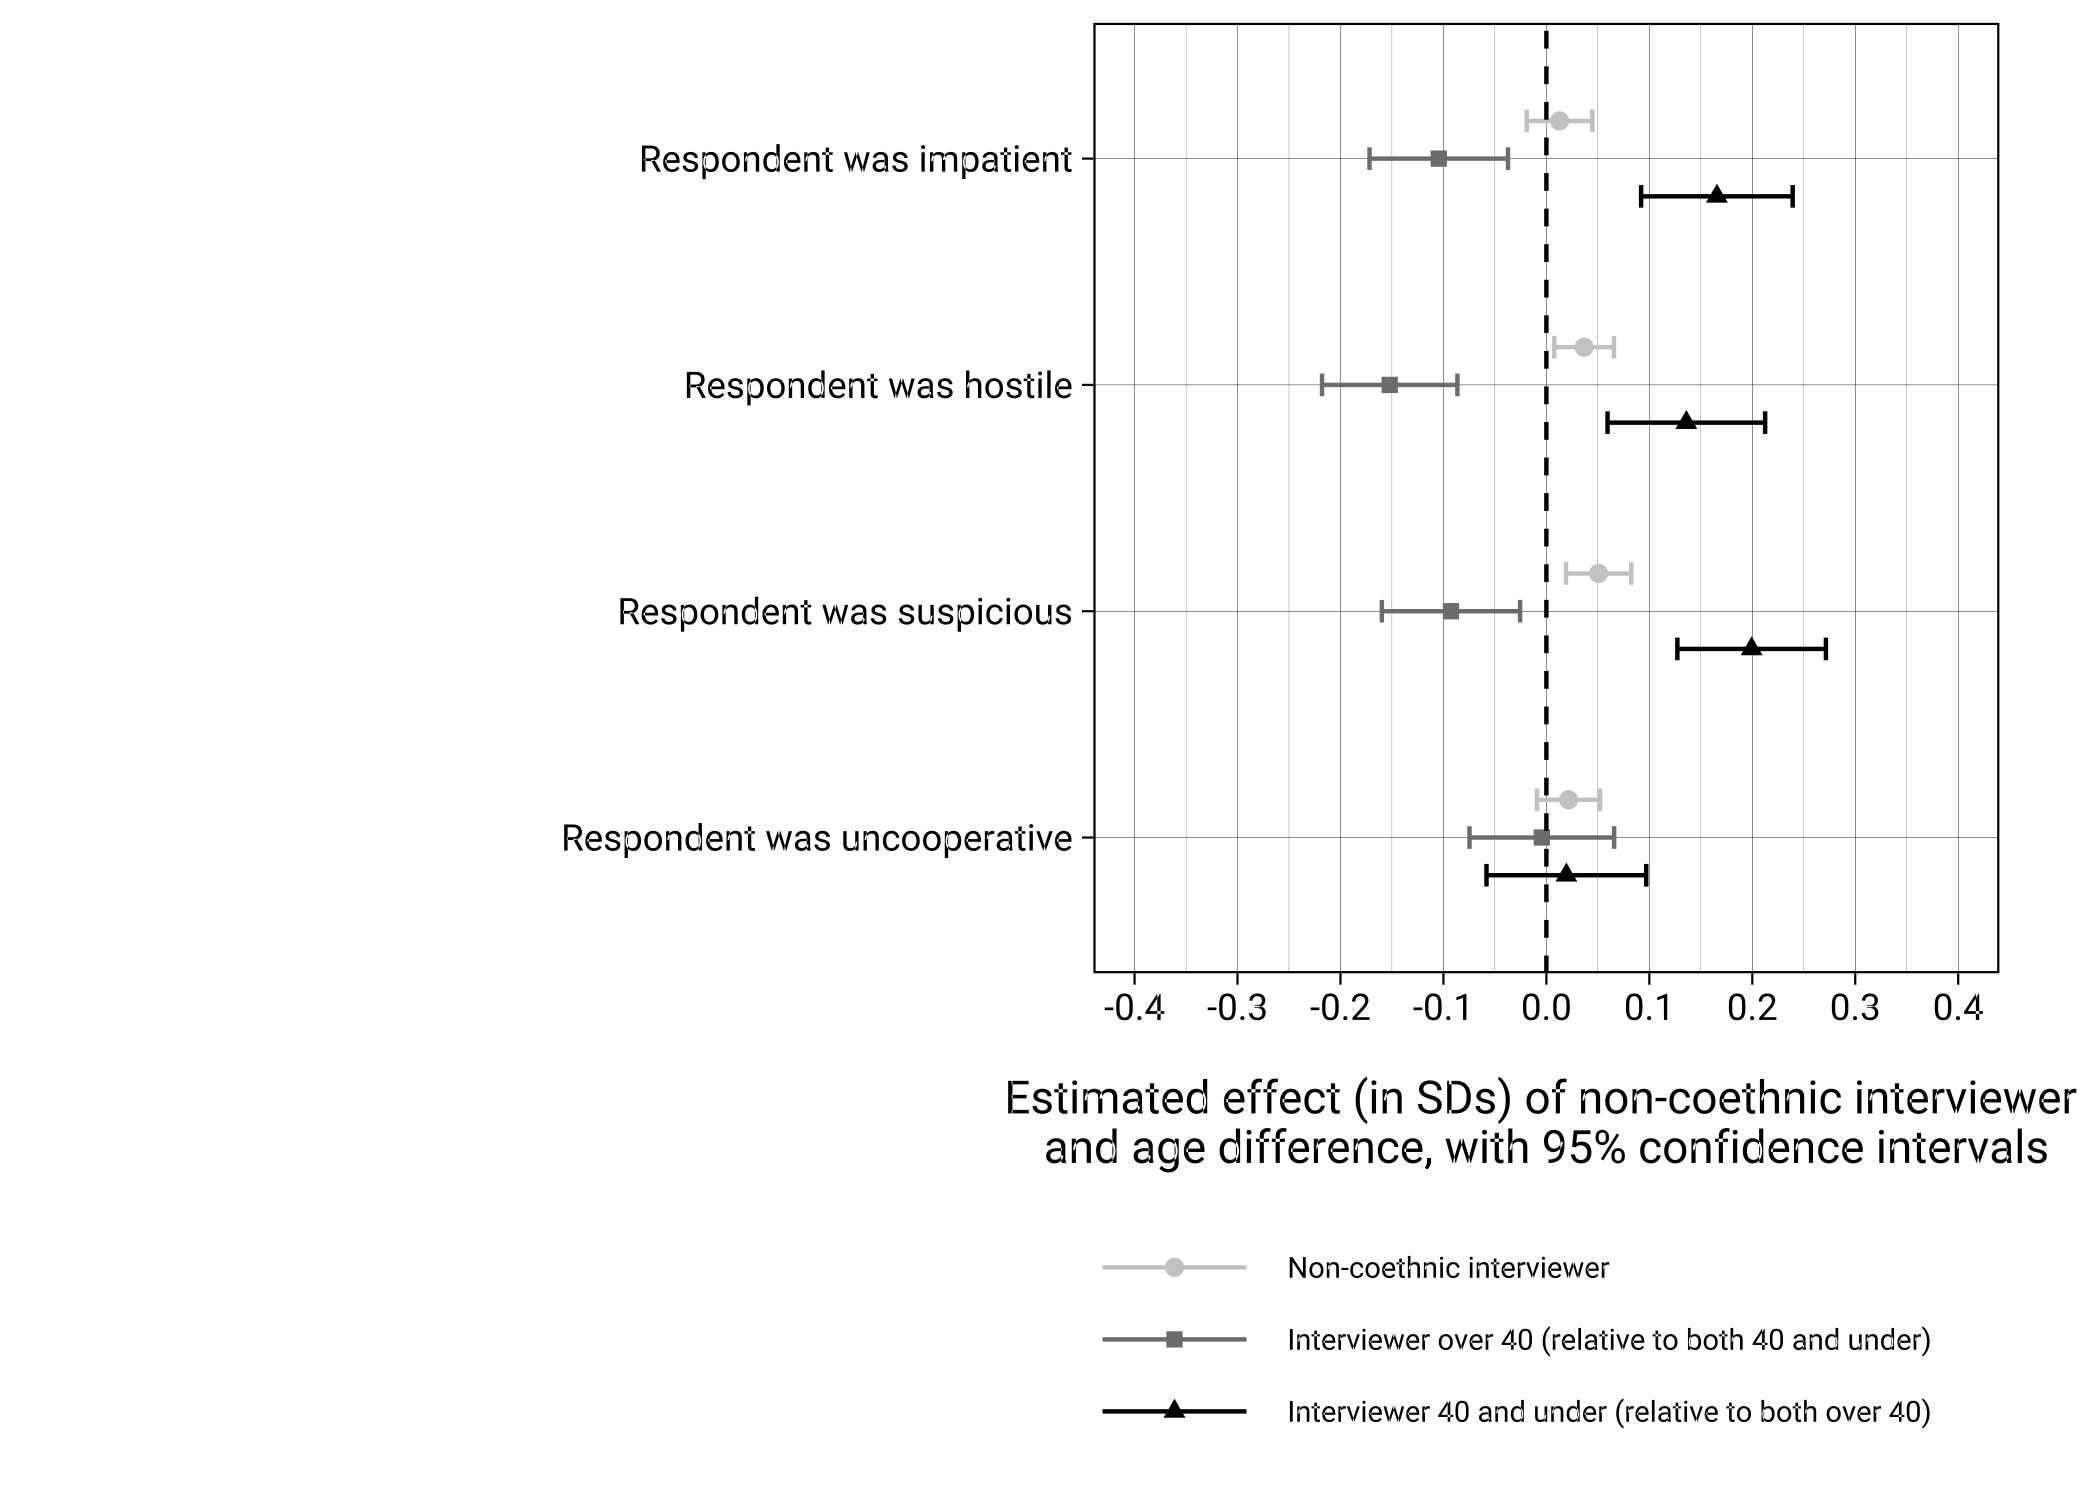 Respondent was impatient
Respondent was hostile
Respondent was suspicious
Respondent was uncooperative
-0.4 -0.3 -0.2 -0.1 0.0 0.1 0.2 0.3 0.4
Estimated effect (in SDs) of non-coethnic interviewer
and age difference, with 95% confidence intervals
Non-coethnic interviewer
Interviewer over 40 (relative to both 40 and under)
Interviewer 40 and under (relative to both over 40)